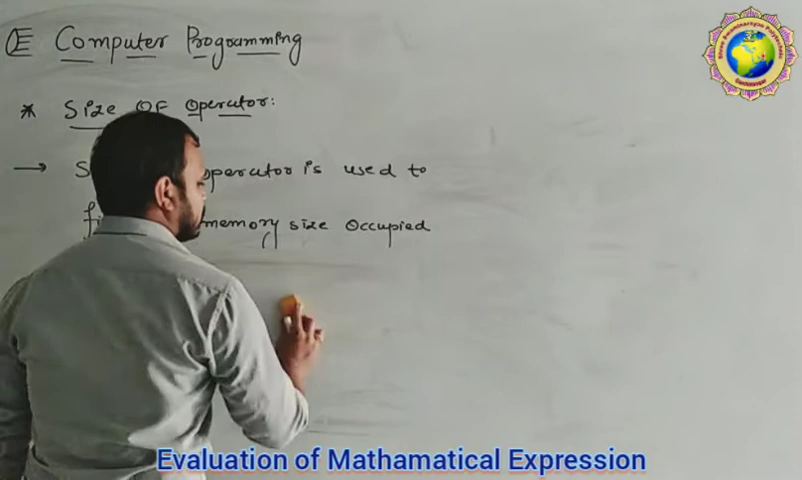 Computer Programming
* Size OF Operator:
→ operator is used to
memory size occupied
Evaluation of Mathamatical Expression